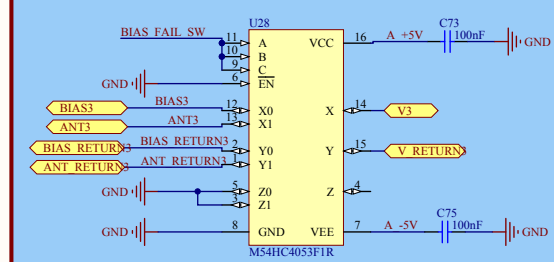 U28
BIAS_FAIL_SW 11 A VCC 16 A_+5V C73 100nF GND
10 B
9 C
GND 6 EN
BIAS3 BIAS3 12 X0 X 14 V3
ANT3 ANT3 13 X1
BIAS_RETURN3 BIAS_RETURN3 2 Y0 Y 15 V_RETURN3
ANT_RETURN3 ANT_RETURN3 1 Y1
GND 5 Z0 Z 4
3 Z1
GND 8 GND VEE 7 A_-5V C75 100nF GND
M54HC4053F1R